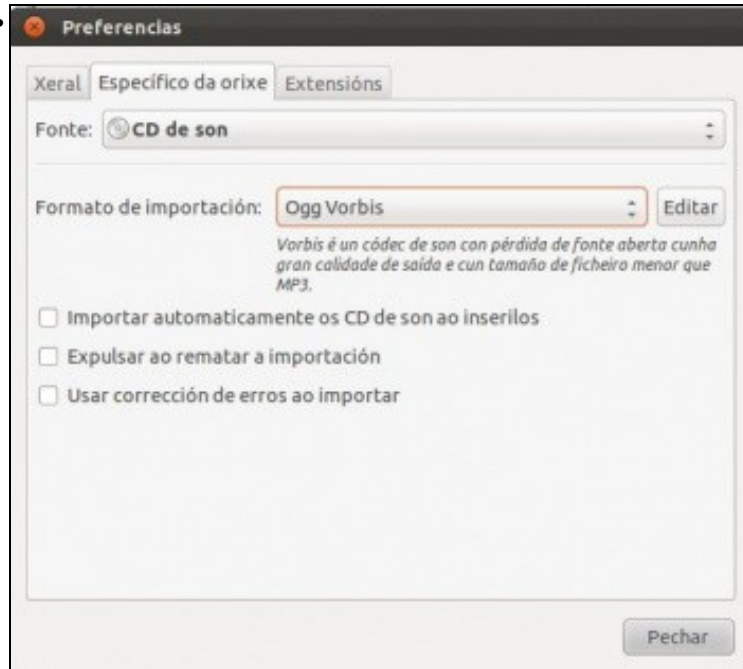 Preferencias
Xeral Específico da orixe Extensións
Fonte: CD de son
Formato de importación: Ogg Vorbis Editar
Vorbis é un códec de son con pérdida de fonte aberta cunha
gran calidade de saída e cun tamaño de ficheiro menor que
MP3.
Importar automaticamente os CD de son ao inserilos
Expulsar ao rematar a importación
Usar corrección de erros ao importar
Pechar